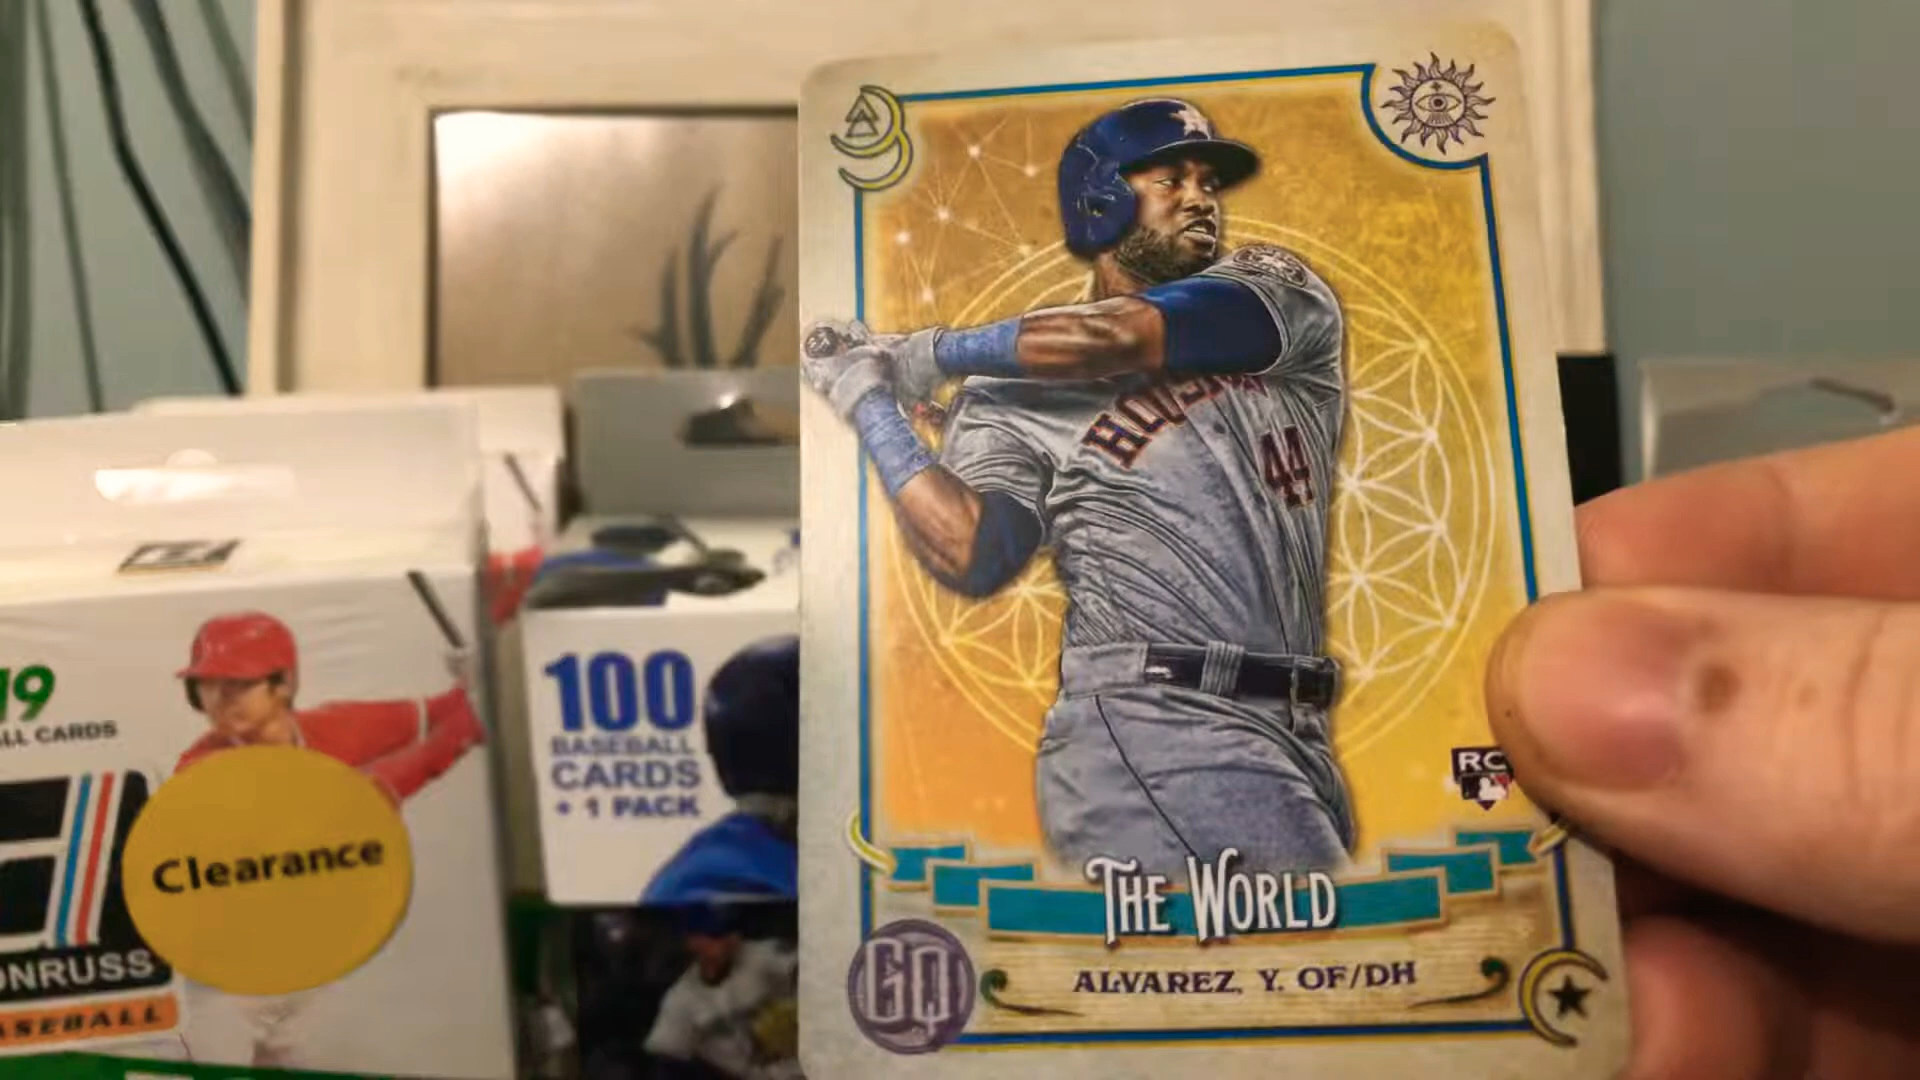 19
LL CARDS
Clearance
ONRUSS
ASEBALL
100
BASEBALL
CARDS
+ 1 PACK
HOUSTON
44
RC
THE WORLD
GQ
ALVAREZ, Y. OF/DH